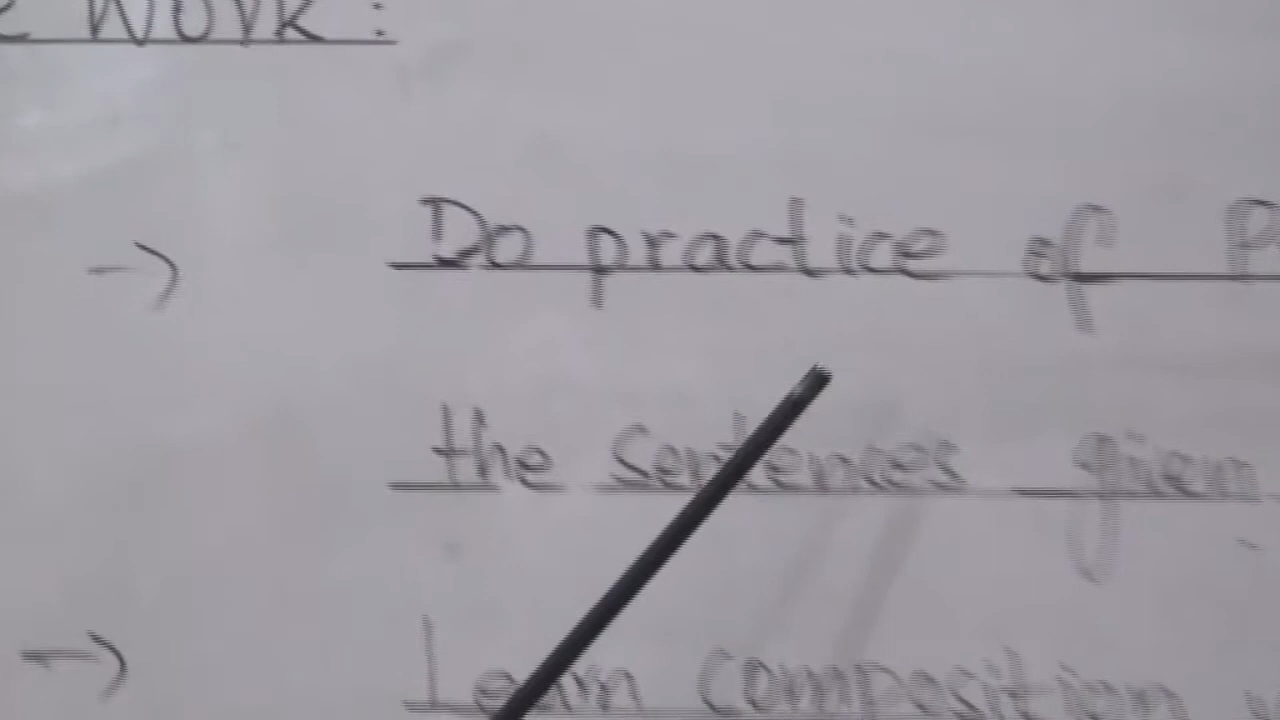 Work:
Do practice of
the Sentences given
Learn Composition